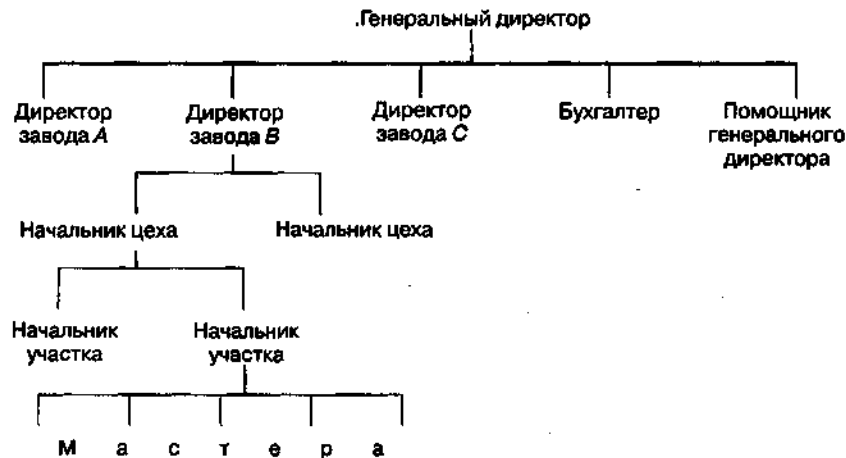 .Генеральный директор
Директор завода A
Директор завода B
Директор завода C
Бухгалтер
Помощник генерального директора
Начальник цеха
Начальник цеха
Начальник участка
Начальник участка
М а с т е р а